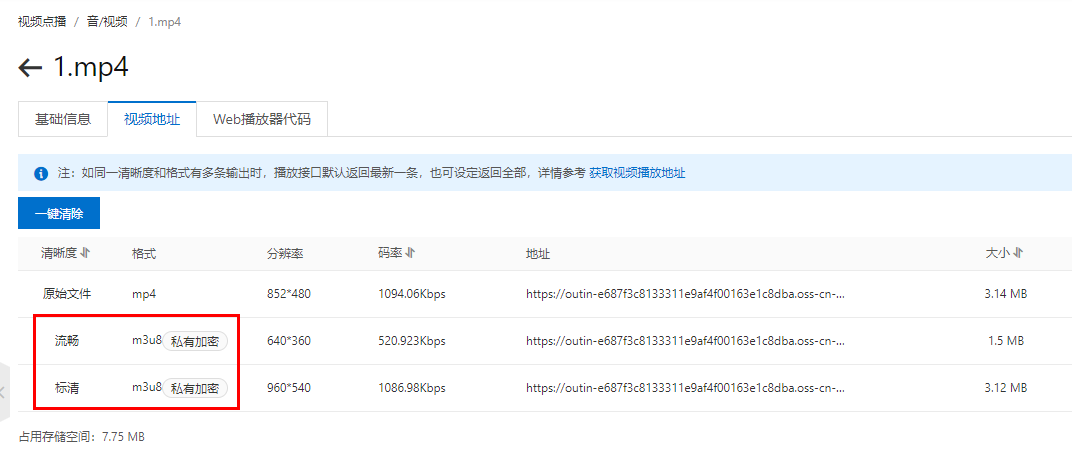 视频点播 / 音/视频 / 1.mp4
1.mp4
基础信息 视频地址 Web播放器代码
注：如同一清晰度和格式有多条输出时，播放接口默认返回最新一条，也可设定返回全部，详情参考 获取视频播放地址
一键清除
清晰度 格式 分辨率 码率 地址 大小
原始文件 mp4 852*480 1094.06Kbps https://outin-e687f3c8133311e9af4f00163e1c8dba.oss-cn-... 3.14 MB
流畅 m3u8 私有加密 640*360 520.923Kbps https://outin-e687f3c8133311e9af4f00163e1c8dba.oss-cn-... 1.5 MB
标清 m3u8 私有加密 960*540 1086.98Kbps https://outin-e687f3c8133311e9af4f00163e1c8dba.oss-cn-... 3.12 MB
占用存储空间：7.75 MB